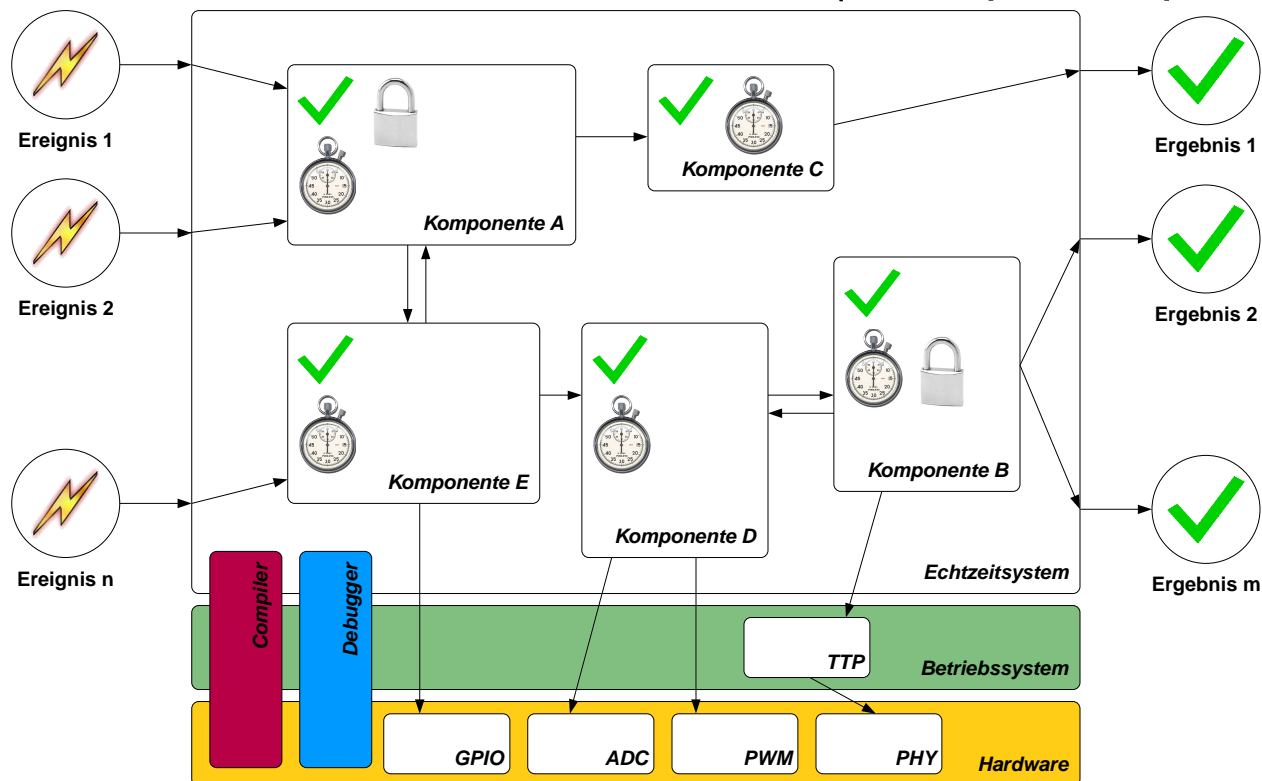 Ereignis 1
Komponente A
Komponente C
Ergebnis 1
Ereignis 2
Ergebnis 2
Komponente E
Komponente D
Komponente B
Ereignis n
Ergebnis m
Echtzeitsystem
Compiler
Debugger
TTP
Betriebssystem
GPIO
ADC
PWM
PHY
Hardware